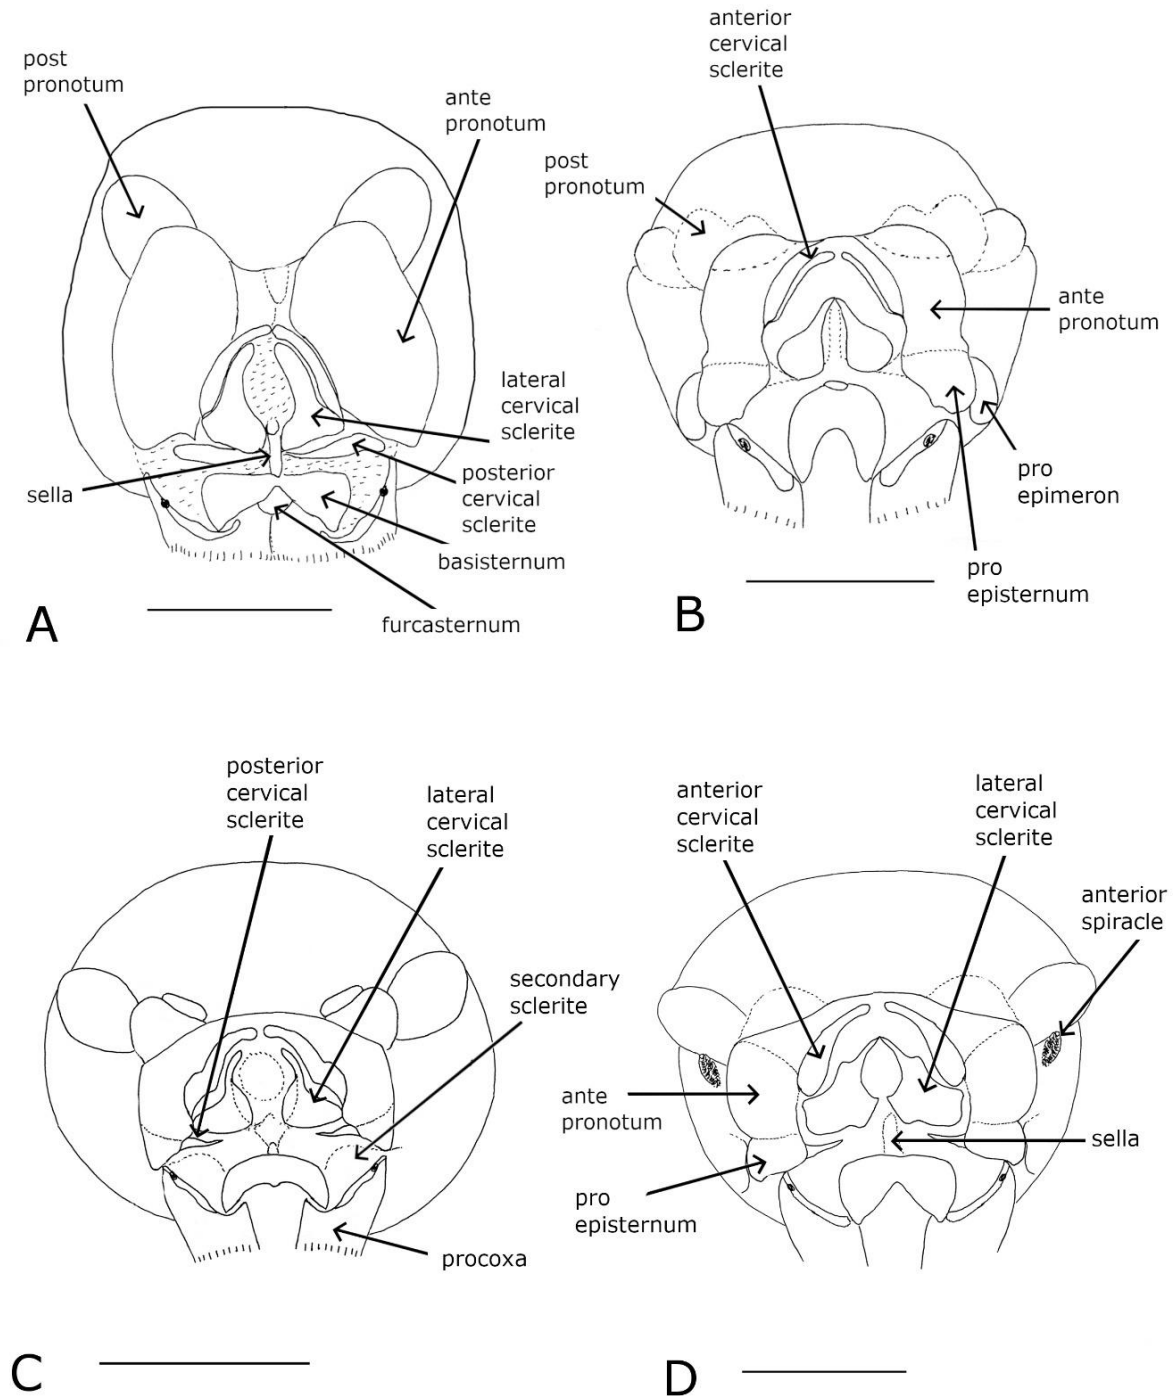 post
pronotum
ante
pronotum
lateral
cervical
sclerite
posterior
cervical
sclerite
sella
basisternum
furcasternum
A
anterior
cervical
sclerite
post
pronotum
ante
pronotum
pro
epimeron
pro
episternum
B
posterior
cervical
sclerite
lateral
cervical
sclerite
secondary
sclerite
procoxa
C
anterior
cervical
sclerite
lateral
cervical
sclerite
anterior
spiracle
ante
pronotum
sella
pro
episternum
D